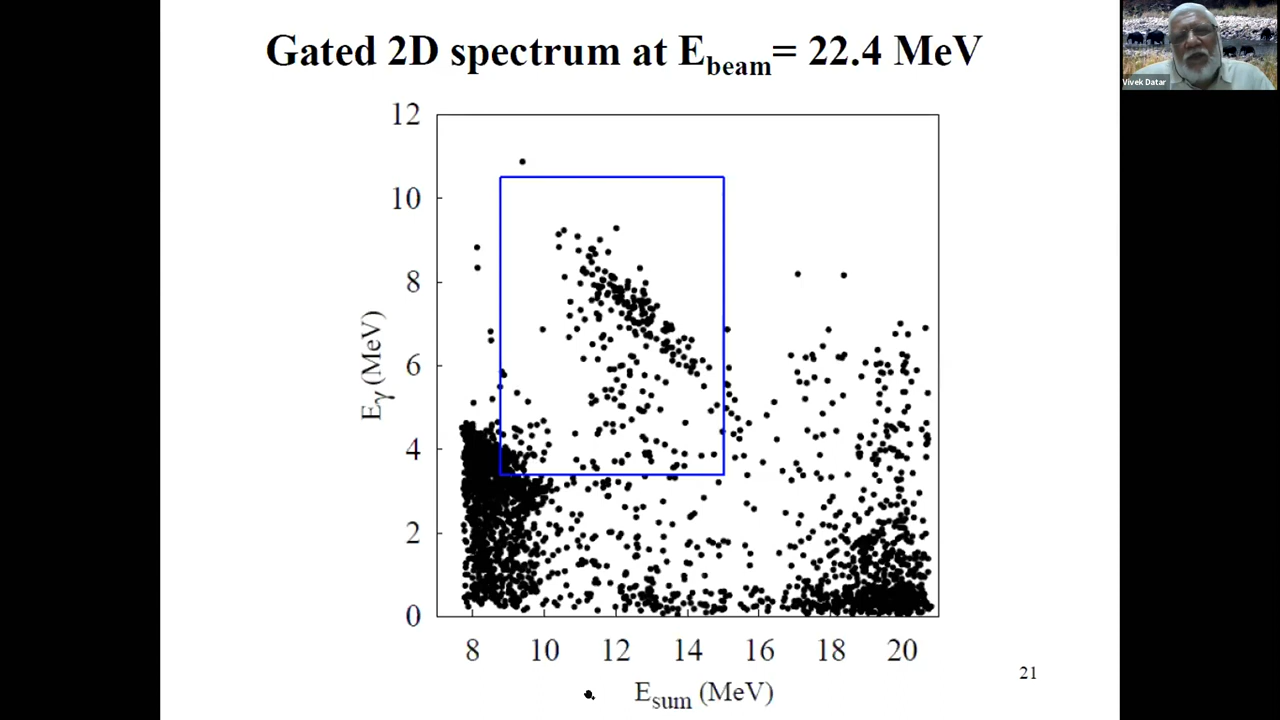 Gated 2D spectrum at Ebeam= 22.4 MeV
Vivek Datar
12
10
8
6
4
2
0
Eγ (MeV)
8 10 12 14 16 18 20
Esum (MeV)
21